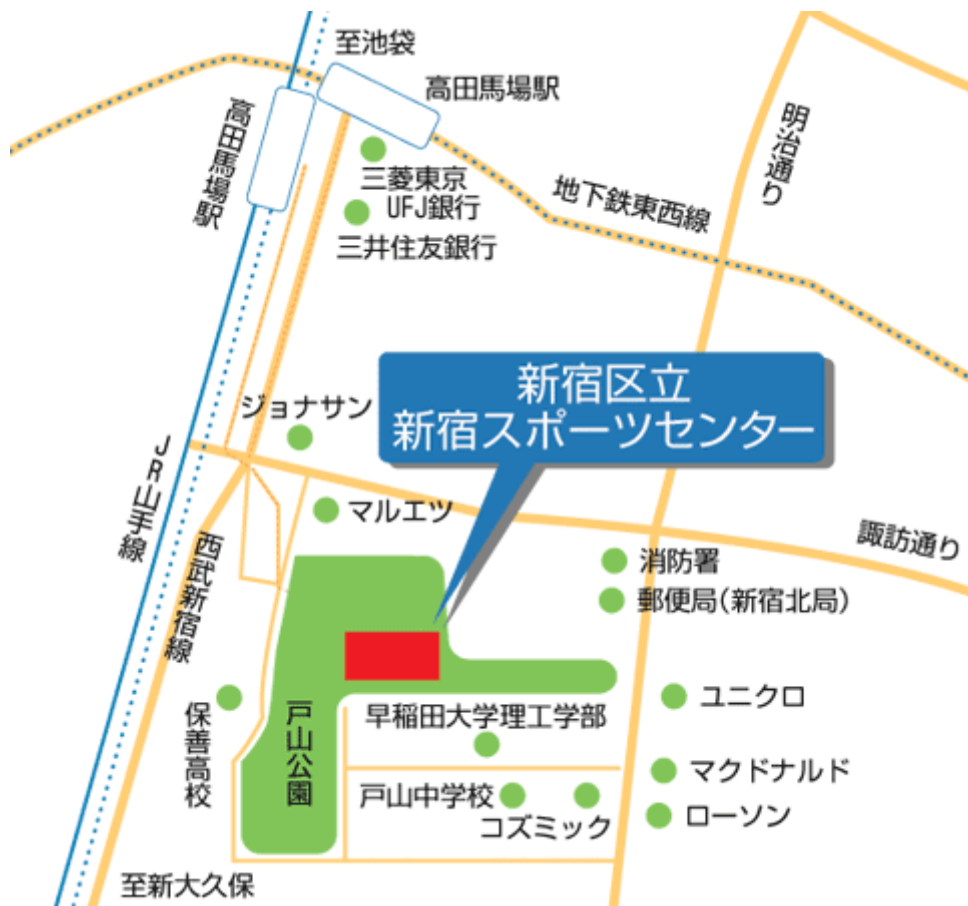 至池袋
高田馬場駅
高田馬場駅
明治通り
三菱東京
UFJ銀行
地下鉄東西線
三井住友銀行
新宿区立
新宿スポーツセンター
ジョナサン
JR山手線
マルエツ
諏訪通り
西武新宿線
消防署
郵便局(新宿北局)
ユニクロ
保善高校
戸山公園
早稲田大学理工学部
マクドナルド
戸山中学校
ローソン
コズミック
至新大久保